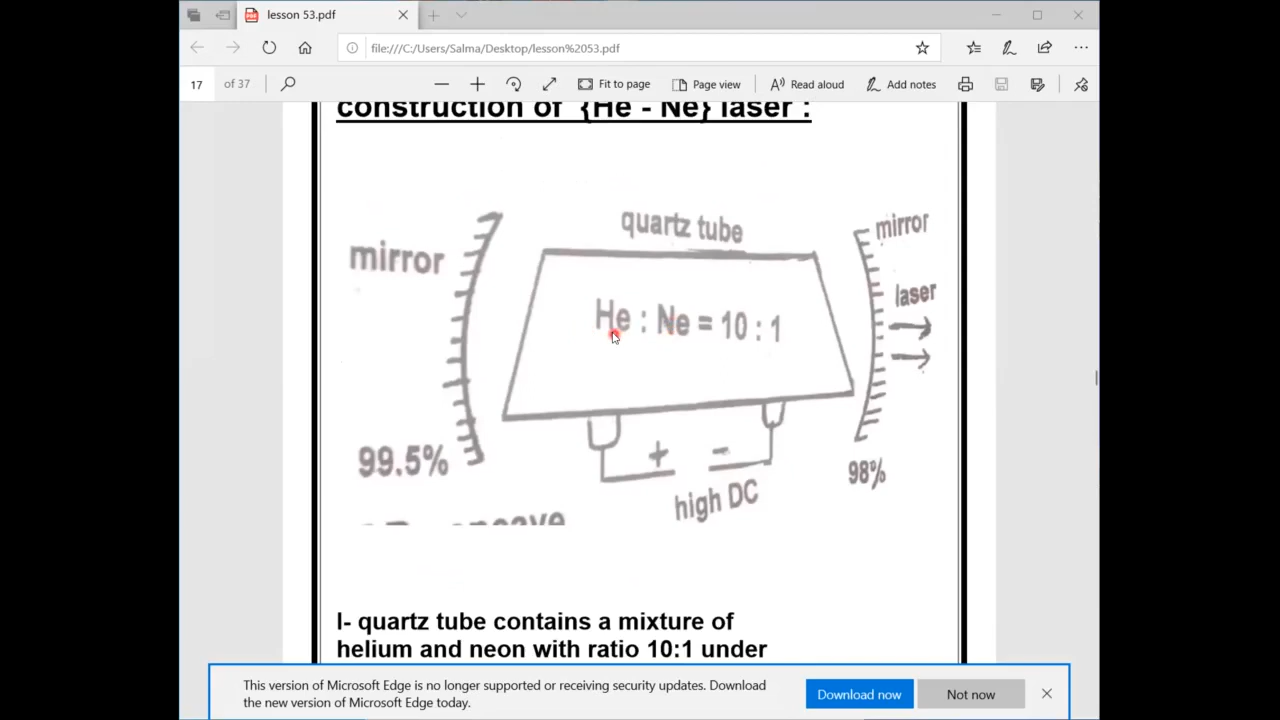 lesson 53.pdf
file:///C:/Users/Salma/Desktop/lesson%2053.pdf
17 of 37
Fit to page
Page view
Read aloud
Add notes
construction of {He - Ne} laser :
quartz tube
mirror
mirror
laser
He : Ne = 10 : 1
99.5%
+ -
98%
high DC
I- quartz tube contains a mixture of
helium and neon with ratio 10:1 under
This version of Microsoft Edge is no longer supported or receiving security updates. Download
the new version of Microsoft Edge today.
Download now
Not now